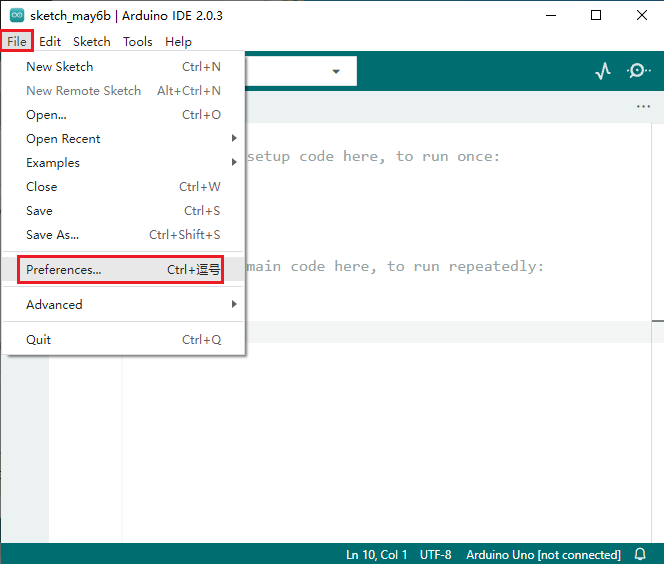 sketch_may6b | Arduino IDE 2.0.3
File Edit Sketch Tools Help
New Sketch Ctrl+N
New Remote Sketch Alt+Ctrl+N
Open... Ctrl+O
Open Recent
Examples
Close Ctrl+W
Save Ctrl+S
Save As... Ctrl+Shift+S
Preferences... Ctrl+逗号
Advanced
Quit Ctrl+Q
setup code here, to run once:
main code here, to run repeatedly:
Ln 10, Col 1 UTF-8 Arduino Uno [not connected]